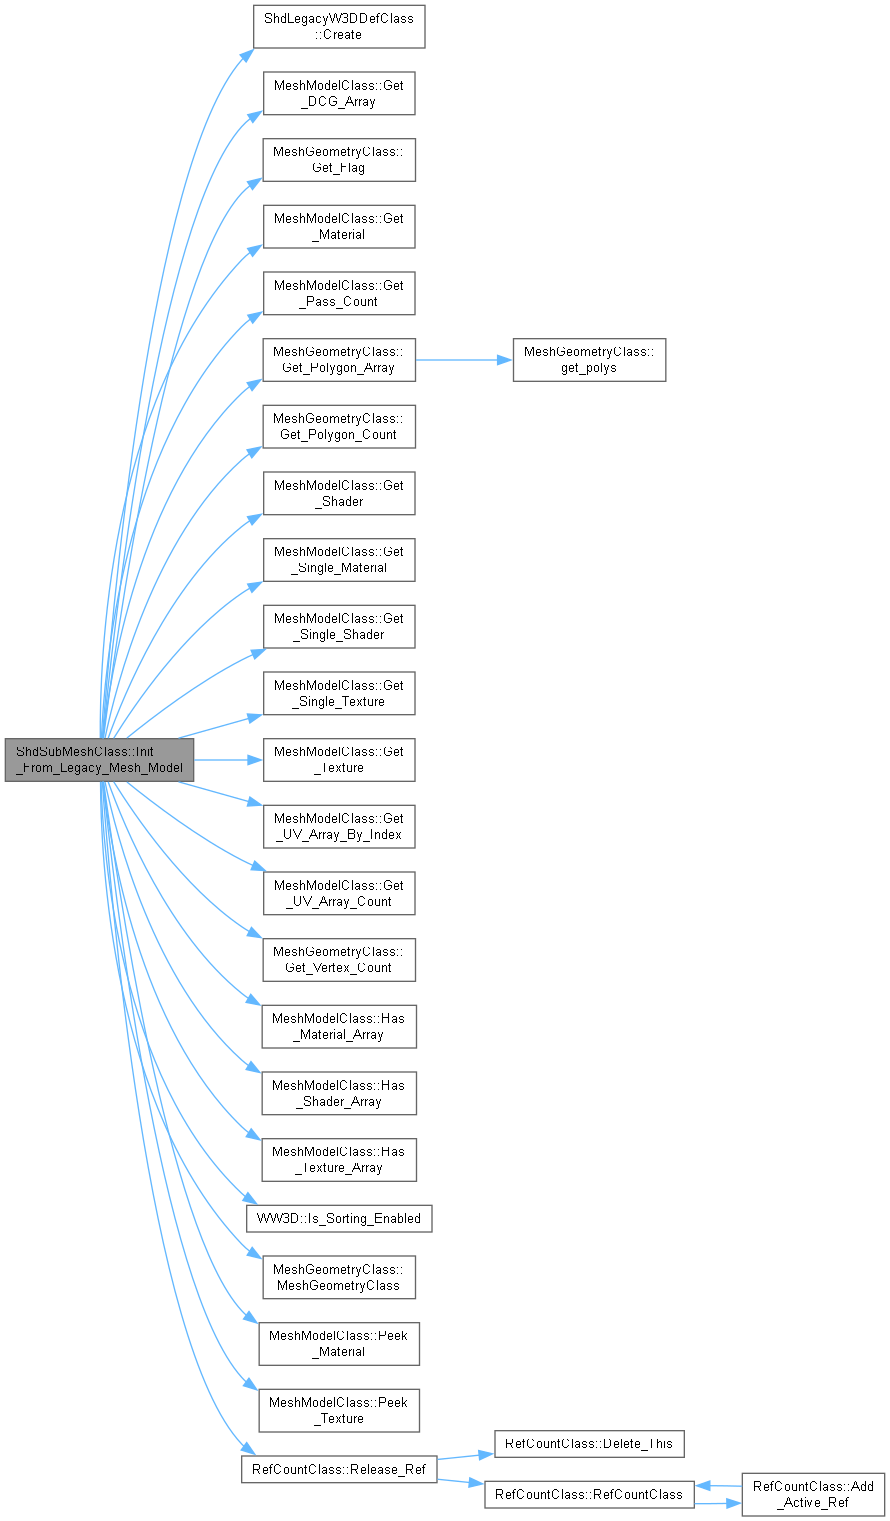 ShdLegacyW3DDefClass
::Create
MeshModelClass::Get
_DCG_Array
MeshGeometryClass::
Get_Flag
MeshModelClass::Get
_Material
MeshModelClass::Get
_Pass_Count
MeshGeometryClass::
Get_Polygon_Array
MeshGeometryClass::
get_polys
MeshGeometryClass::
Get_Polygon_Count
MeshModelClass::Get
_Shader
MeshModelClass::Get
_Single_Material
MeshModelClass::Get
_Single_Shader
MeshModelClass::Get
_Single_Texture
ShdSubMeshClass::Init
_From_Legacy_Mesh_Model
MeshModelClass::Get
_Texture
MeshModelClass::Get
_UV_Array_By_Index
MeshModelClass::Get
_UV_Array_Count
MeshGeometryClass::
Get_Vertex_Count
MeshModelClass::Has
_Material_Array
MeshModelClass::Has
_Shader_Array
MeshModelClass::Has
_Texture_Array
WW3D::Is_Sorting_Enabled
MeshGeometryClass::
MeshGeometryClass
MeshModelClass::Peek
_Material
MeshModelClass::Peek
_Texture
RefCountClass::Release_Ref
RefCountClass::Delete_This
RefCountClass::RefCountClass
RefCountClass::Add
_Active_Ref